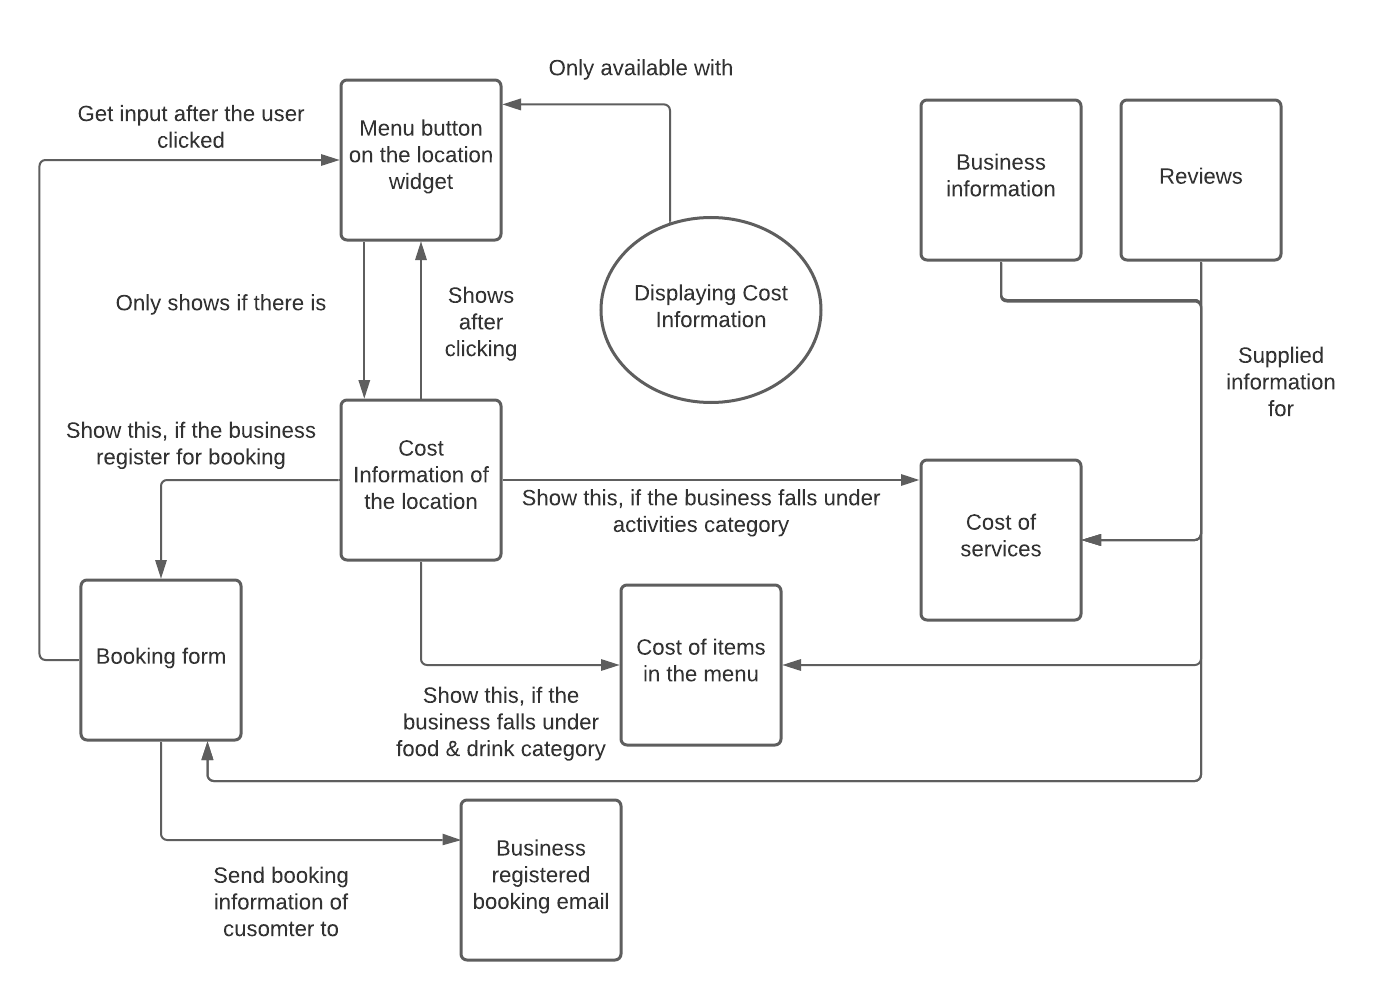 Only available with
Get input after the user
clicked
Menu button
on the location
widget
Business
information
Reviews
Only shows if there is
Shows
after
clicking
Displaying Cost
Information
Supplied
information
for
Show this, if the business
register for booking
Cost
Information of
the location
Show this, if the business falls under
activities category
Cost of
services
Booking form
Cost of items
in the menu
Show this, if the
business falls under
food & drink category
Send booking
information of
cusomter to
Business
registered
booking email